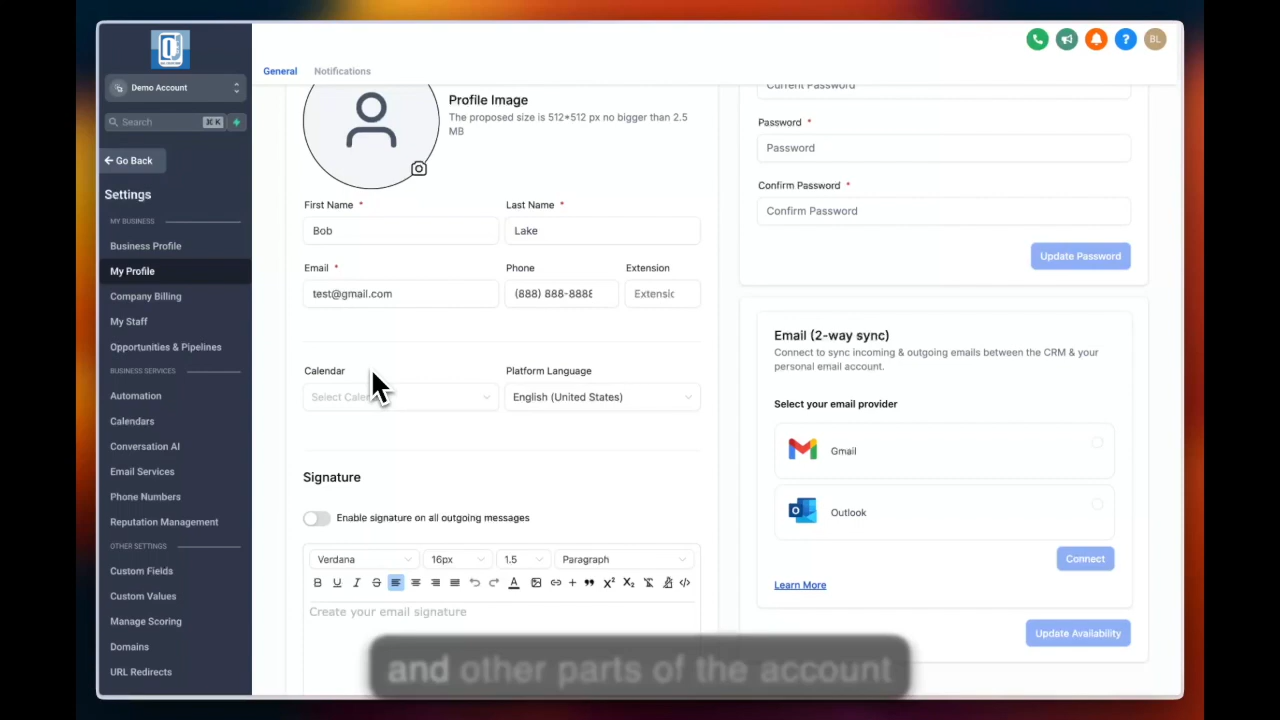 Demo Account
Search
⌘ K
Go Back
Settings
MY BUSINESS
Business Profile
My Profile
Company Billing
My Staff
Opportunities & Pipelines
BUSINESS SERVICES
Automation
Calendars
Conversation AI
Email Services
Phone Numbers
Reputation Management
OTHER SETTINGS
Custom Fields
Custom Values
Manage Scoring
Domains
URL Redirects
BL
General
Notifications
Profile Image
The proposed size is 512*512 px no bigger than 2.5
MB
First Name *
Last Name *
Bob
Lake
Email *
Phone
Extension
test@gmail.com
(888) 888-8888
Extensic
Calendar
Platform Language
Select Cale
English (United States)
Signature
Enable signature on all outgoing messages
Verdana
16px
1.5
Paragraph
Create your email signature
Current Password
Password *
Password
Confirm Password *
Confirm Password
Update Password
Email (2-way sync)
Connect to sync incoming & outgoing emails between the CRM & your
personal email account.
Select your email provider
Gmail
Outlook
Connect
Learn More
Update Availability
and other parts of the account